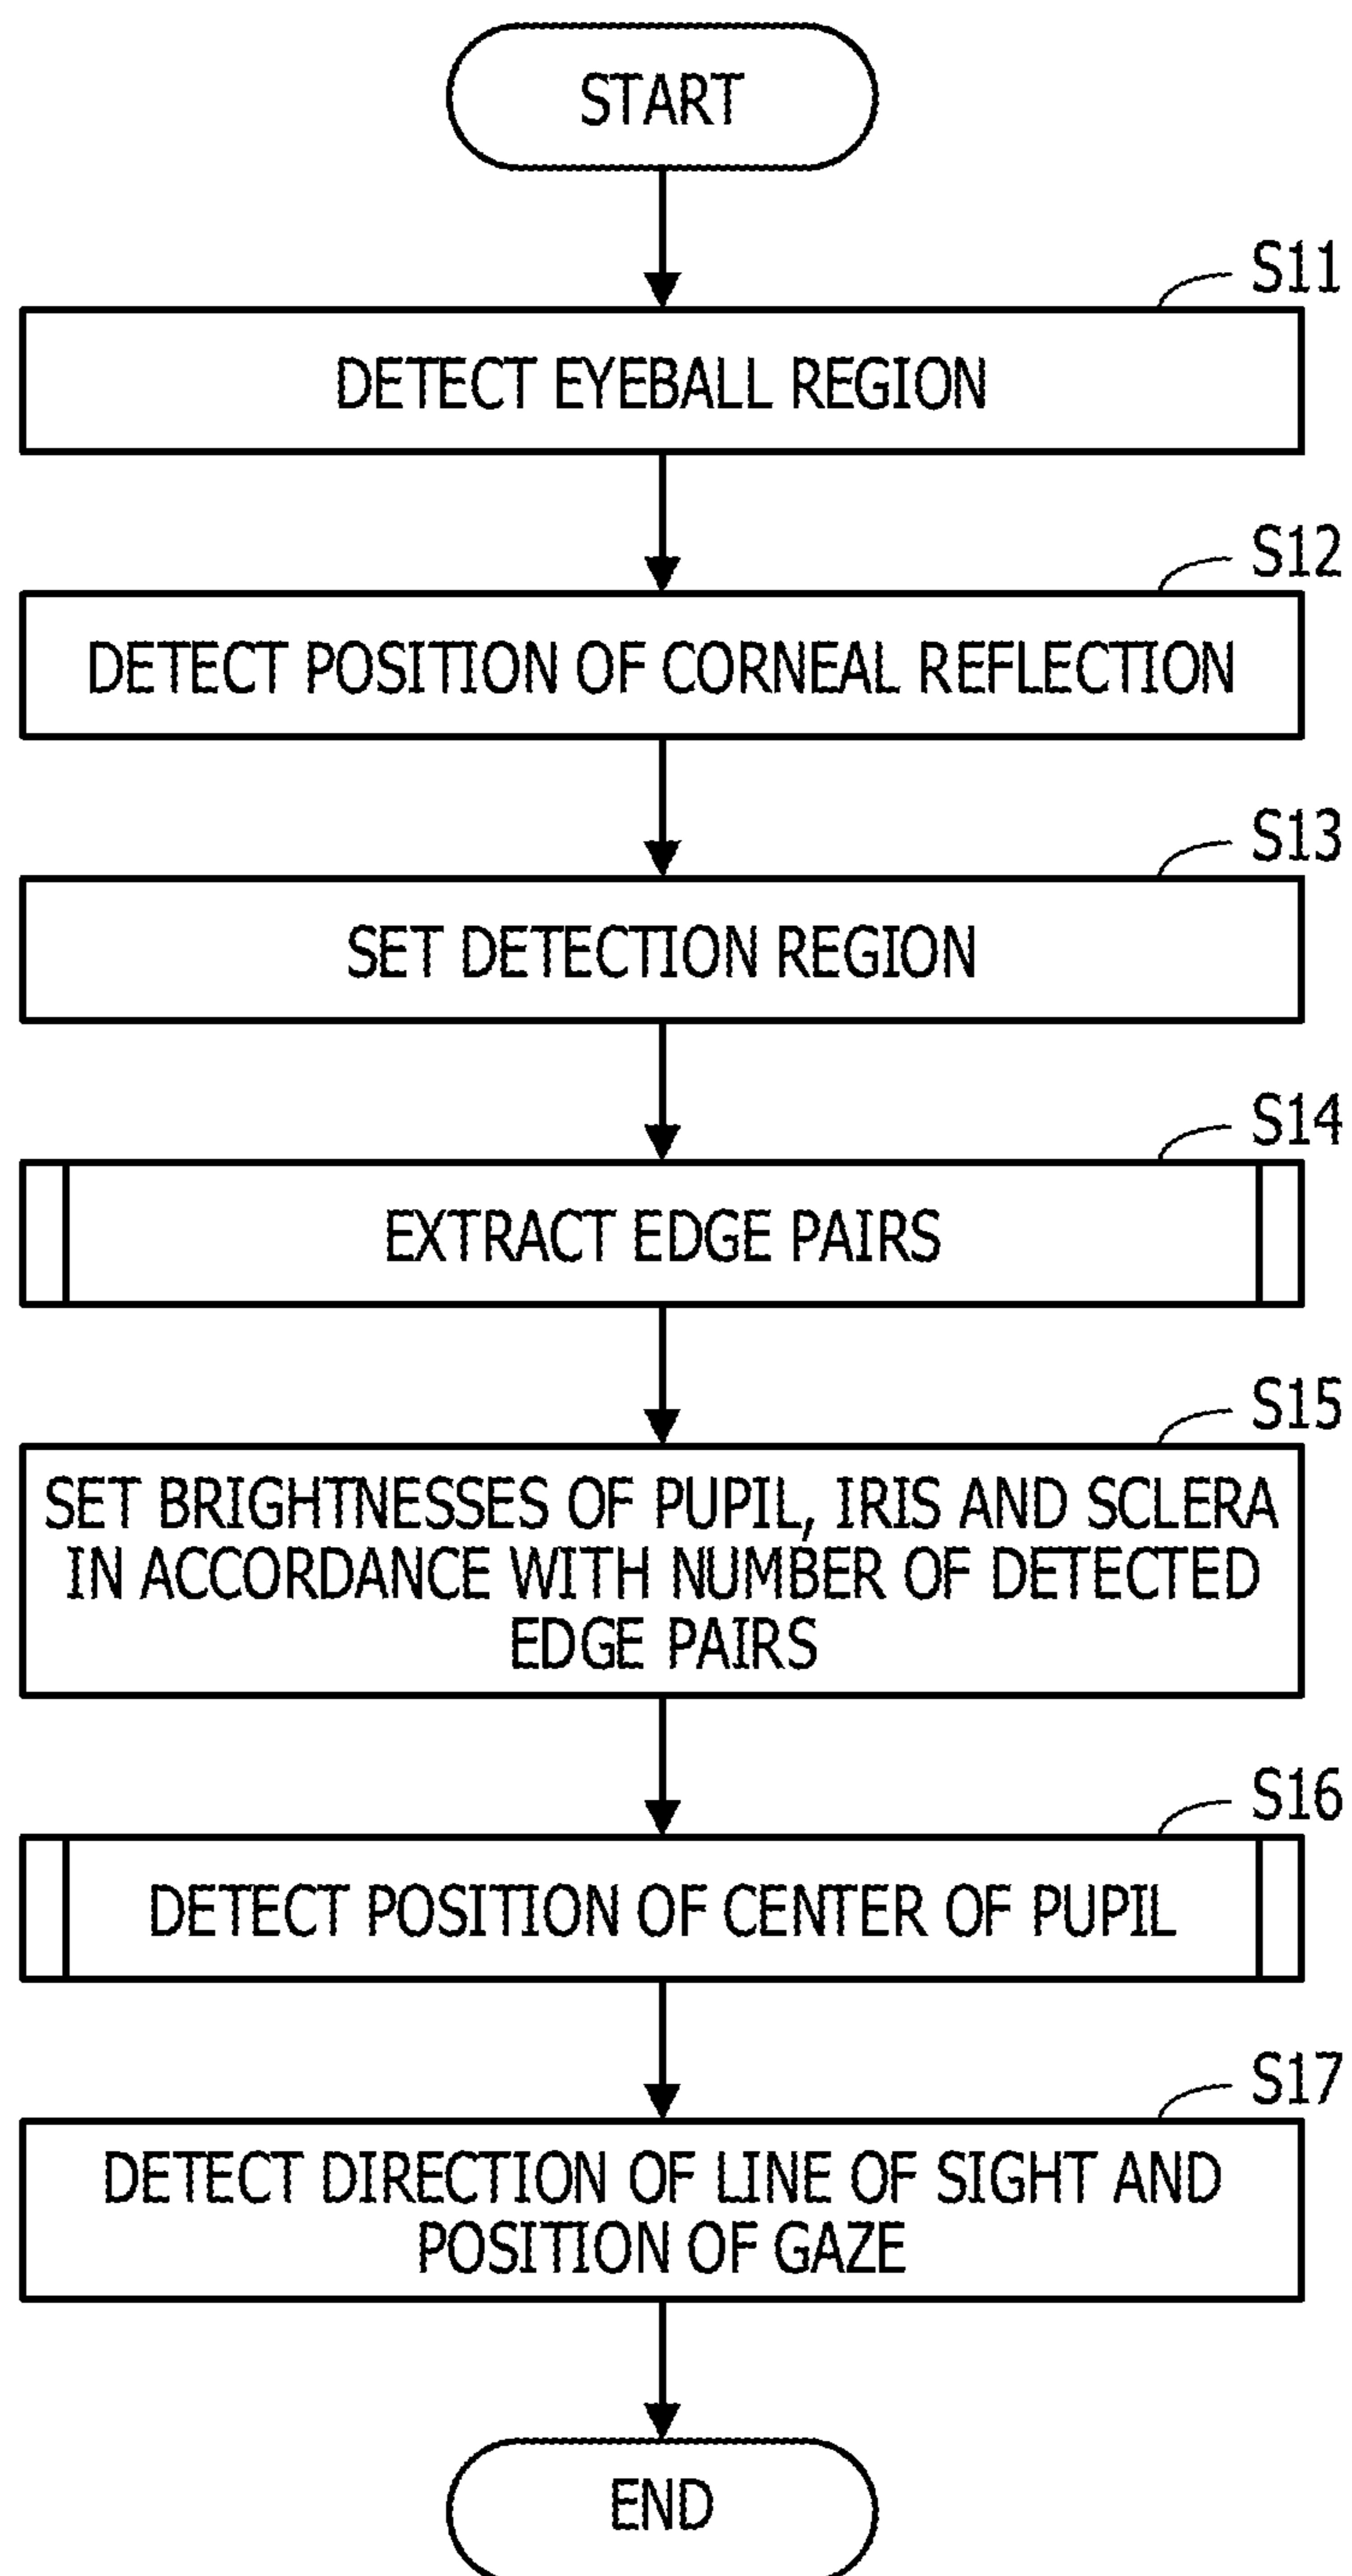 START
S11
DETECT EYEBALL REGION
S12
DETECT POSITION OF CORNEAL REFLECTION
S13
SET DETECTION REGION
S14
EXTRACT EDGE PAIRS
S15
SET BRIGHTNESSES OF PUPIL, IRIS AND SCLERA
IN ACCORDANCE WITH NUMBER OF DETECTED
EDGE PAIRS
S16
DETECT POSITION OF CENTER OF PUPIL
S17
DETECT DIRECTION OF LINE OF SIGHT AND
POSITION OF GAZE
END